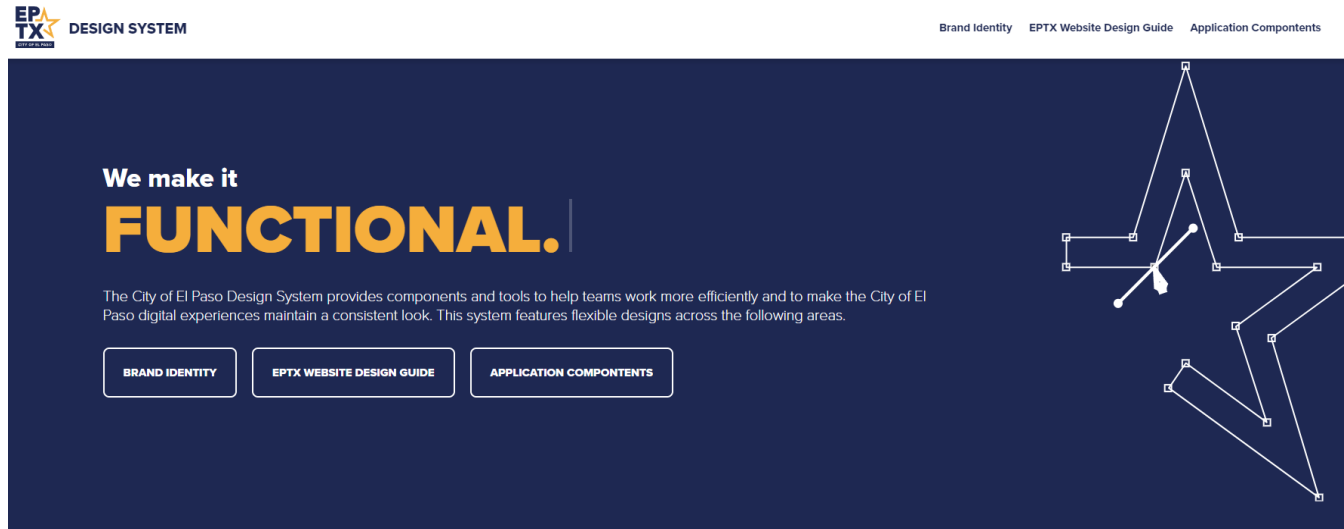 EP
TX
CITY OF EL PASO
DESIGN SYSTEM
Brand Identity EPTX Website Design Guide Application Compontents
We make it
FUNCTIONAL.
The City of El Paso Design System provides components and tools to help teams work more efficiently and to make the City of El
Paso digital experiences maintain a consistent look. This system features flexible designs across the following areas.
BRAND IDENTITY EPTX WEBSITE DESIGN GUIDE APPLICATION COMPONTENTS